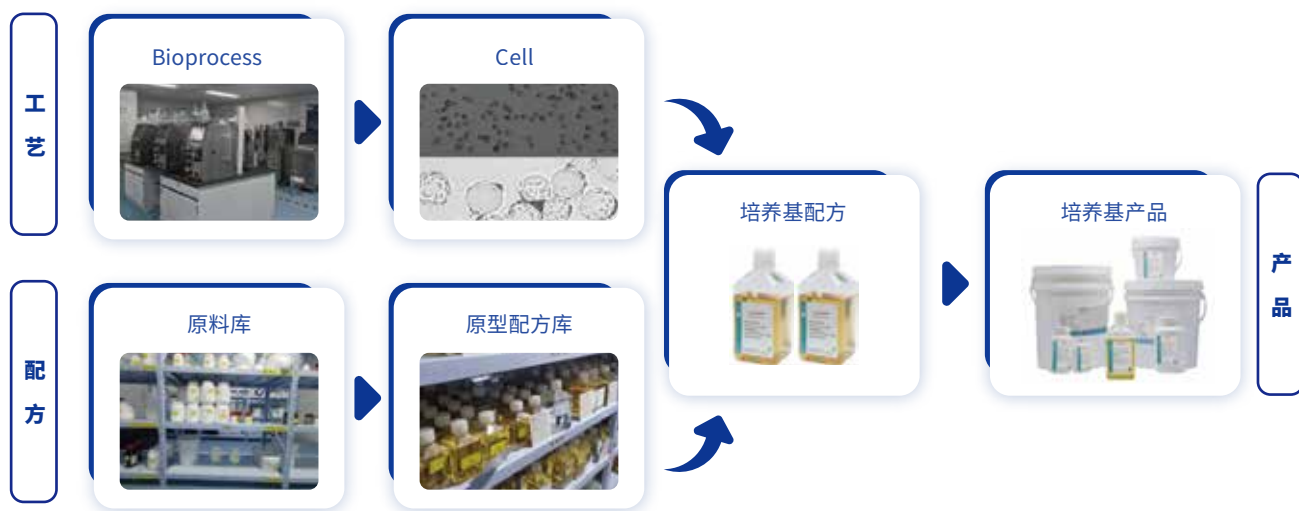 工艺
Bioprocess
Cell
配方
原料库
原型配方库
培养基配方
培养基产品
产品